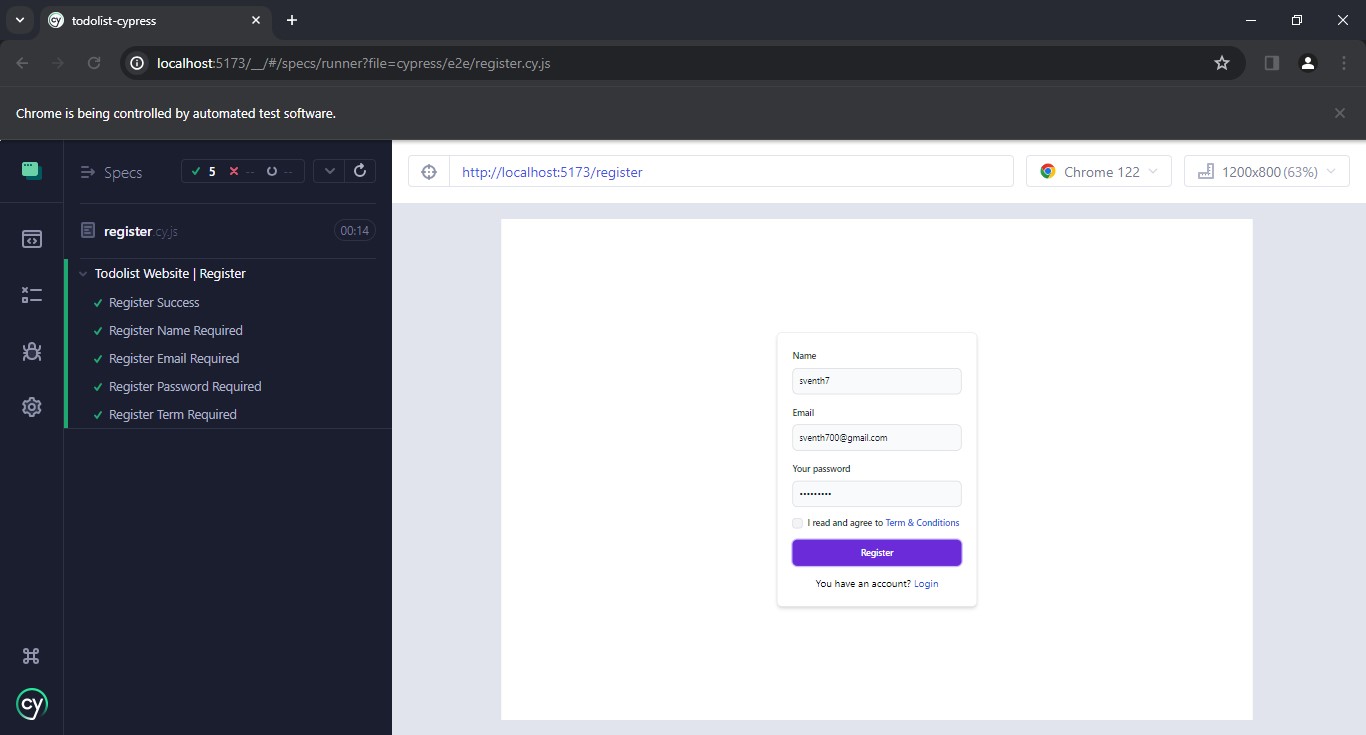 todolist-cypress
localhost:5173/__/#/specs/runner?file=cypress/e2e/register.cy.js
Chrome is being controlled by automated test software.
Specs
5
--
--
http://localhost:5173/register
Chrome 122
1200x800 (63%)
register.cy.js
00:14
Todolist Website | Register
Register Success
Register Name Required
Register Email Required
Register Password Required
Register Term Required
Name
sventh7
Email
sventh700@gmail.com
Your password
•••••••••
I read and agree to Term & Conditions
Register
You have an account? Login
cy